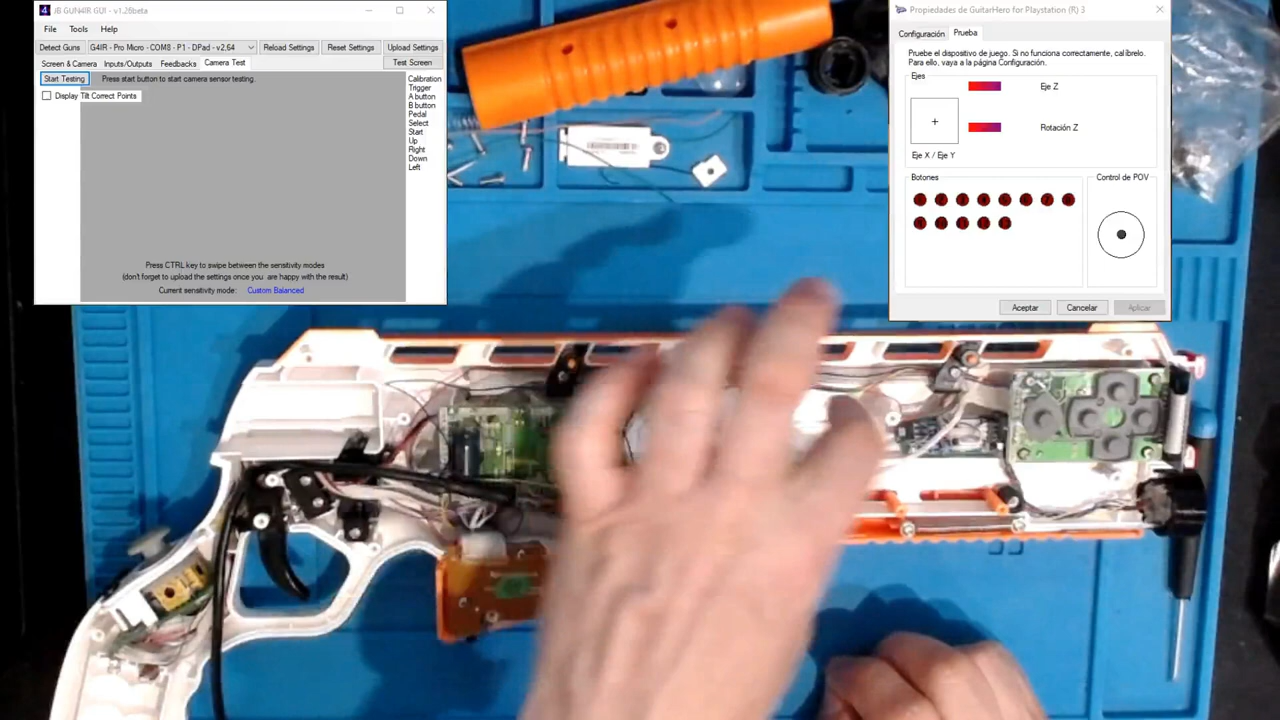 JB GUN4IR GUI - v1.26beta
File Tools Help
Detect Guns G4IR - Pro Micro - COM8 - P1 - DPad - v2.64 Reload Settings Reset Settings Upload Settings
Screen & Camera Inputs/Outputs Feedbacks Camera Test Test Screen
Start Testing Press start button to start camera sensor testing.
Display Tilt Correct Points
Calibration
Trigger
A button
B button
Pedal
Select
Start
Up
Right
Down
Left
Press CTRL key to swipe between the sensitivity modes
(don't forget to upload the settings once you are happy with the result)
Current sensitivity mode: Custom Balanced
Propiedades de GuitarHero for Playstation (R) 3
Configuración Prueba
Pruebe el dispositivo de juego. Si no funciona correctamente, calíbrelo.
Para ello, vaya a la página Configuración.
Ejes
Eje Z
Rotación Z
Eje X / Eje Y
Botones
Control de POV
Aceptar Cancelar Aplicar